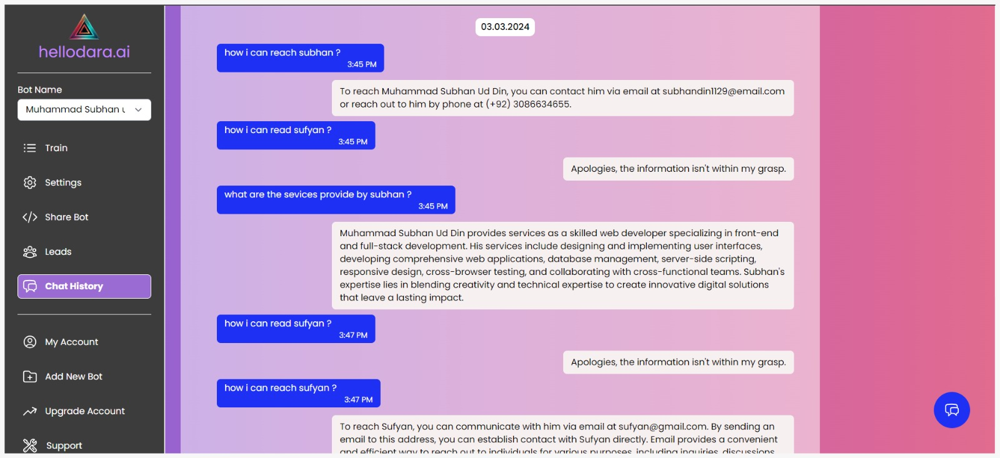 hellodara.ai
Bot Name
Muhammad Subhan u
Train
Settings
Share Bot
Leads
Chat History
My Account
Add New Bot
Upgrade Account
Support
03.03.2024
how i can reach subhan ?
3:45 PM
To reach Muhammad Subhan Ud Din, you can contact him via email at subhandin1129@email.com
or reach out to him by phone at (+92) 3086634655.
how i can read sufyan ?
3:45 PM
Apologies, the information isn't within my grasp.
what are the sevices provide by subhan ?
3:45 PM
Muhammad Subhan Ud Din provides services as a skilled web developer specializing in front-end
and full-stack development. His services include designing and implementing user interfaces,
developing comprehensive web applications, database management, server-side scripting,
responsive design, cross-browser testing, and collaborating with cross-functional teams. Subhan's
expertise lies in blending creativity and technical expertise to create innovative digital solutions
that leave a lasting impact.
how i can read sufyan ?
3:47 PM
Apologies, the information isn't within my grasp.
how i can reach sufyan ?
3:47 PM
To reach Sufyan, you can communicate with him via email at sufyan@gmail.com. By sending an
email to this address, you can establish contact with Sufyan directly. Email provides a convenient
and efficient way to reach out to individuals for various purposes, including inquiries, discussions,